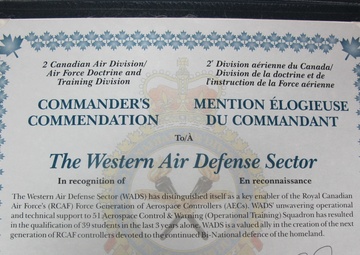 2 Canadian Air Division/
Air Force Doctrine and
Training Division
2e Division aérienne du Canada/
Division de la doctrine et de
l'instruction de la Force aérienne
COMMANDER'S
COMMENDATION
MENTION ÉLOGIEUSE
DU COMMANDANT
To/À
The Western Air Defense Sector
In recognition of
En reconnaissance
The Western Air Defense Sector (WADS) has distinguished itself as a key enabler of the Royal Canadian
Air Force's (RCAF) Force Generation of Aerospace Controllers (AECs). WADS' unwavering operational
and technical support to 51 Aerospace Control & Warning (Operational Training) Squadron has resulted
in the qualification of 39 students in the last 3 years alone. WADS is a valued ally in the creation of the next
generation of RCAF controllers devoted to the continued Bi-National defence of the homeland.